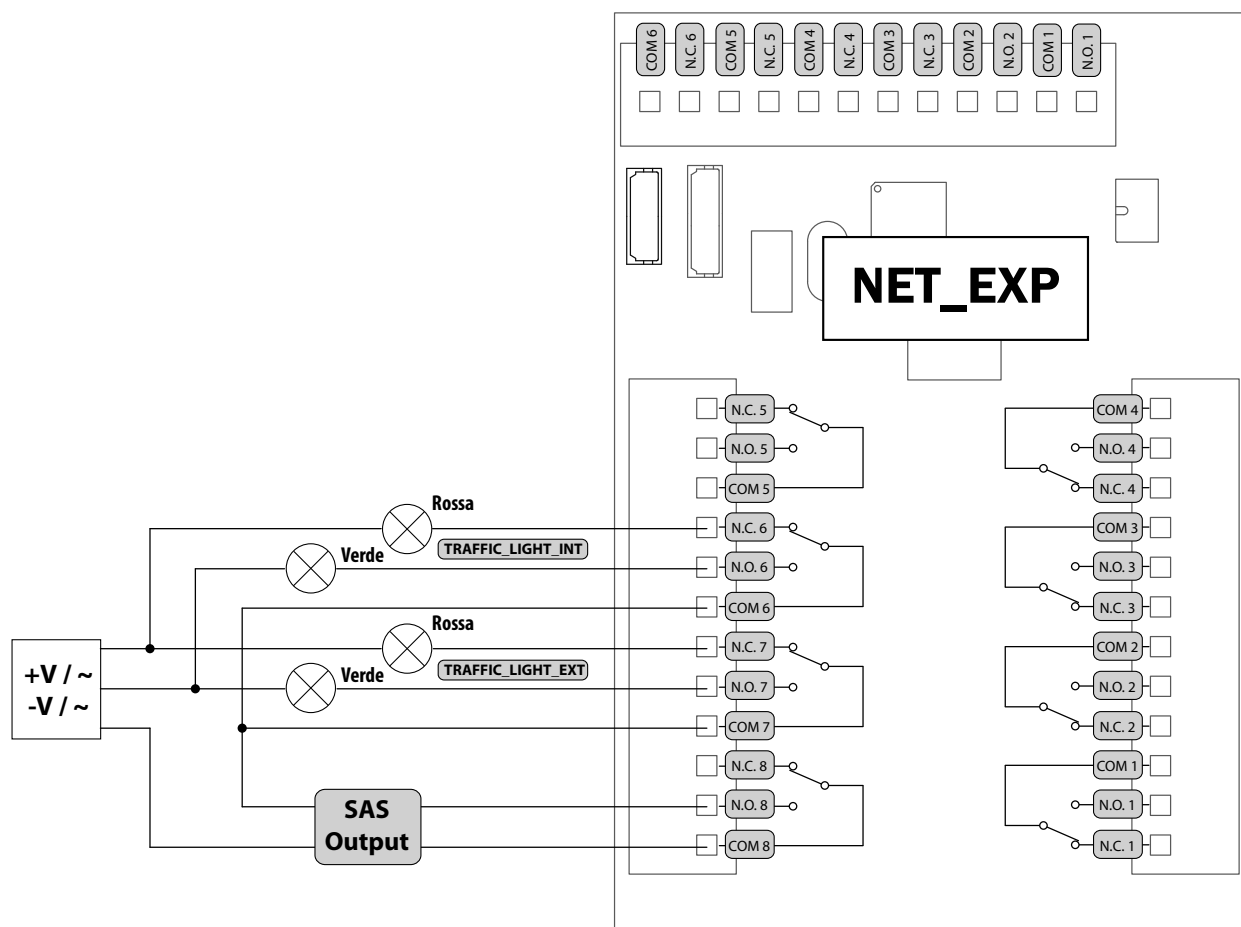 COM 6
N.C. 6
COM 5
N.C. 5
COM 4
N.C. 4
COM 3
N.C. 3
COM 2
N.O. 2
COM 1
N.O. 1
NET_EXP
N.C. 5
N.O. 5
COM 5
N.C. 6
N.O. 6
COM 6
N.C. 7
N.O. 7
COM 7
N.C. 8
N.O. 8
COM 8
COM 4
N.O. 4
N.C. 4
COM 3
N.O. 3
N.C. 3
COM 2
N.O. 2
N.C. 2
COM 1
N.O. 1
N.C. 1
Rossa
TRAFFIC_LIGHT_INT
Verde
Rossa
TRAFFIC_LIGHT_EXT
Verde
+V / ~
-V / ~
SAS
Output